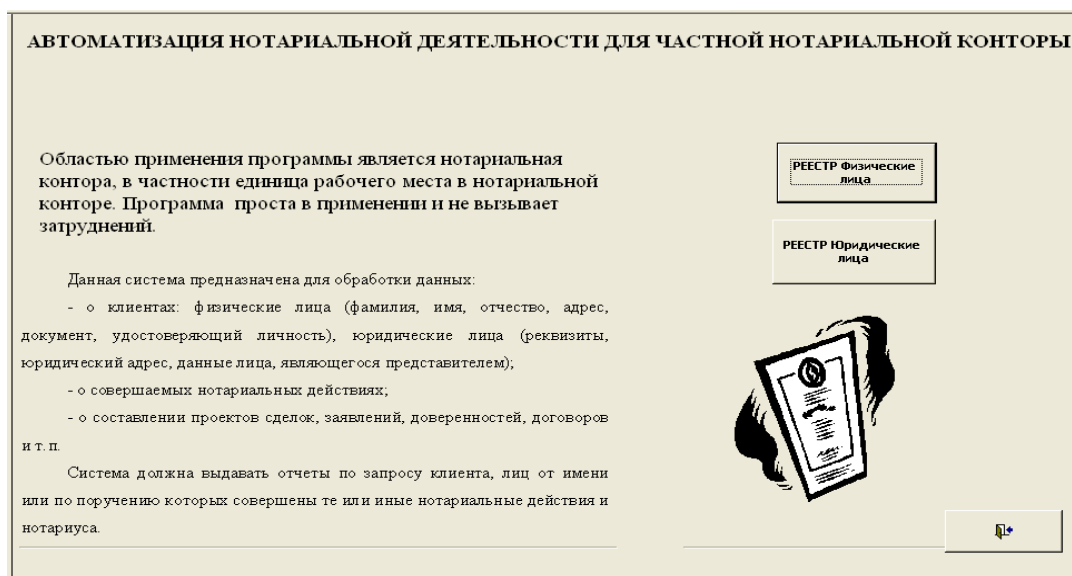 АВТОМАТИЗАЦИЯ НОТАРИАЛЬНОЙ ДЕЯТЕЛЬНОСТИ ДЛЯ ЧАСТНОЙ НОТАРИАЛЬНОЙ КОНТОРЫ
Областью применения программы является нотариальная
контора, в частности единица рабочего места в нотариальной
конторе. Программа проста в применении и не вызывает
затруднений.
Данная система предназначена для обработки данных:
- о клиентах: физические лица (фамилия, имя, отчество, адрес,
документ, удостоверяющий личность), юридические лица (реквизиты,
юридический адрес, данные лица, являющегося представителем);
- о совершаемых нотариальных действиях;
- о составлении проектов сделок, заявлений, доверенностей, договоров
и т. п.
Система должна выдавать отчеты по запросу клиента, лиц от имени
или по поручению которых совершены те или иные нотариальные действия и
нотариуса.
РЕЕСТР Физические
лица
РЕЕСТР Юридические
лица